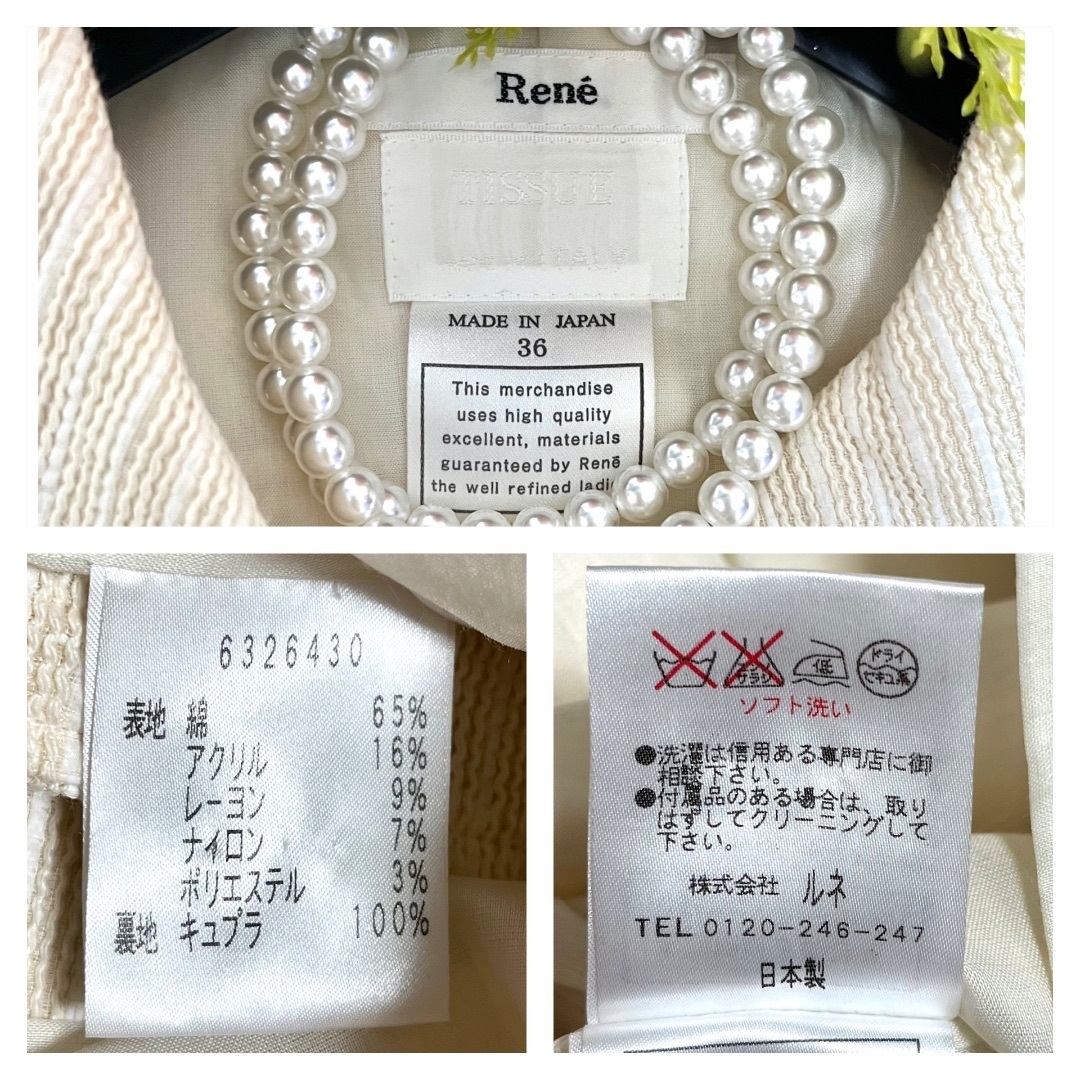 René
TISSUE
MADE IN JAPAN
36
This merchandise
uses high quality
excellent, materials
guaranteed by Renē
the well refined
6326430
表地 綿 65%
アクリル 16%
レーヨン 9%
ナイロン 7%
ポリエステル 3%
裏地 キュプラ 100%
サラシ
低
ドライ
セキユ系
ソフト洗い
●洗濯は信用ある専門店に御
相談下さい。
●付属品のある場合は、取り
はずしてクリーニングして
下さい。
株式会社 ルネ
TEL 0120-246-247
日本製